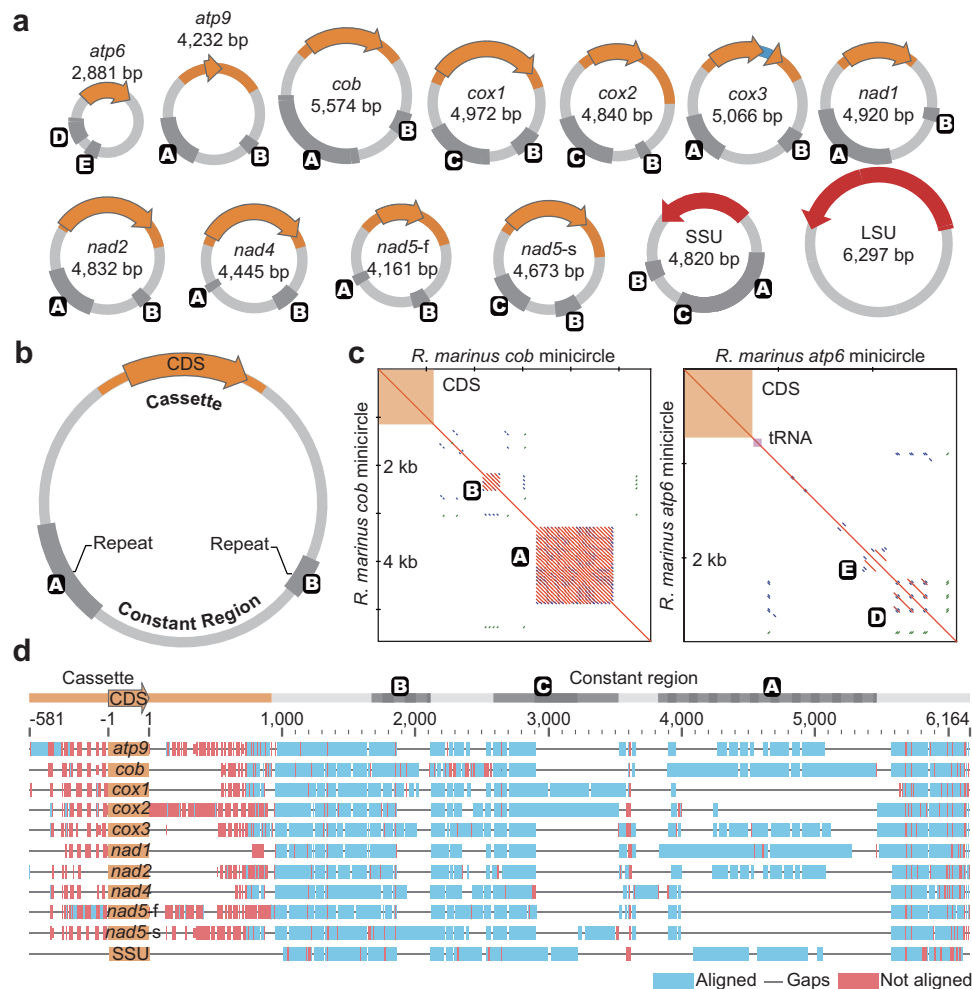 a
atp6
2,881 bp
D
E
atp9
4,232 bp
A
B
cob
5,574 bp
A
B
cox1
4,972 bp
C
B
cox2
4,840 bp
C
B
cox3
5,066 bp
A
B
nad1
4,920 bp
A
B
nad2
4,832 bp
A
B
nad4
4,445 bp
A
B
nad5-f
4,161 bp
A
B
nad5-s
4,673 bp
C
B
SSU
4,820 bp
B
C
A
LSU
6,297 bp
b
CDS
Cassette
Repeat
Repeat
A
B
Constant Region
c
R. marinus cob minicircle
R. marinus cob minicircle
CDS
2 kb
B
4 kb
A
R. marinus atp6 minicircle
R. marinus atp6 minicircle
CDS
tRNA
2 kb
E
D
d
Cassette
CDS
B
C
Constant region
A
-581 -1 1 1,000 2,000 3,000 4,000 5,000 6,164
atp9
cob
cox1
cox2
cox3
nad1
nad2
nad4
nad5-f
nad5-s
SSU
Aligned Gaps Not aligned